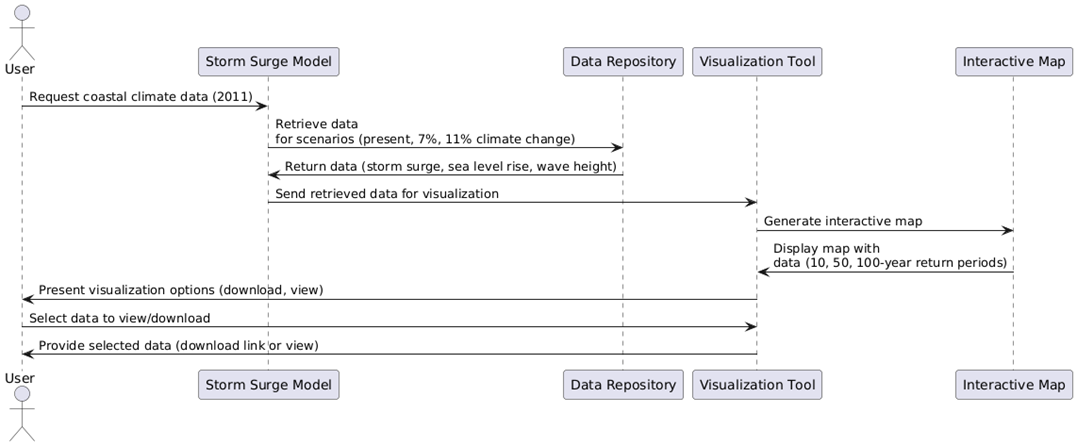 User
Storm Surge Model
Data Repository
Visualization Tool
Interactive Map
Request coastal climate data (2011)
Retrieve data
for scenarios (present, 7%, 11% climate change)
Return data (storm surge, sea level rise, wave height)
Send retrieved data for visualization
Generate interactive map
Display map with
data (10, 50, 100-year return periods)
Present visualization options (download, view)
Select data to view/download
Provide selected data (download link or view)
User
Storm Surge Model
Data Repository
Visualization Tool
Interactive Map